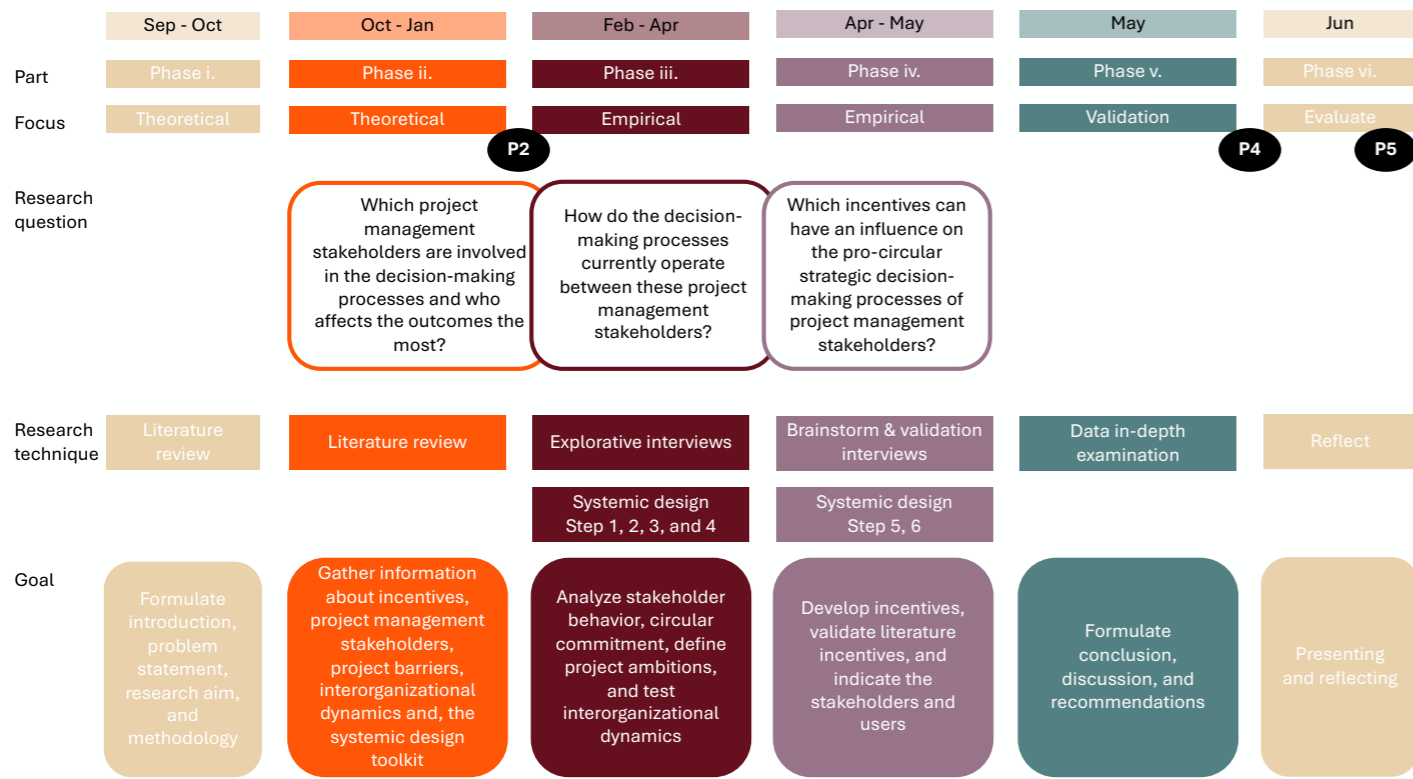 Sep - Oct
Oct - Jan
Feb - Apr
Apr - May
May
Jun
Part
Phase i.
Phase ii.
Phase iii.
Phase iv.
Phase v.
Phase vi.
Focus
Theoretical
Theoretical
Empirical
Empirical
Validation
Evaluate
P2
P4
P5
Research
question
Which project
management
stakeholders are involved
in the decision-making
processes and who
affects the outcomes the
most?
How do the decision-
making processes
currently operate
between these project
management
stakeholders?
Which incentives can
have an influence on
the pro-circular
strategic decision-
making processes of
project management
stakeholders?
Research
technique
Literature
review
Literature review
Explorative interviews
Brainstorm & validation
interviews
Data in-depth
examination
Reflect
Systemic design
Step 1, 2, 3, and 4
Systemic design
Step 5, 6
Goal
Formulate
introduction,
problem
statement,
research aim,
and
methodology
Gather information
about incentives,
project management
stakeholders,
project barriers,
interorganizational
dynamics and, the
systemic design
toolkit
Analyze stakeholder
behavior, circular
commitment, define
project ambitions,
and test
interorganizational
dynamics
Develop incentives,
validate literature
incentives, and
indicate the
stakeholders and
users
Formulate
conclusion,
discussion, and
recommendations
Presenting
and reflecting